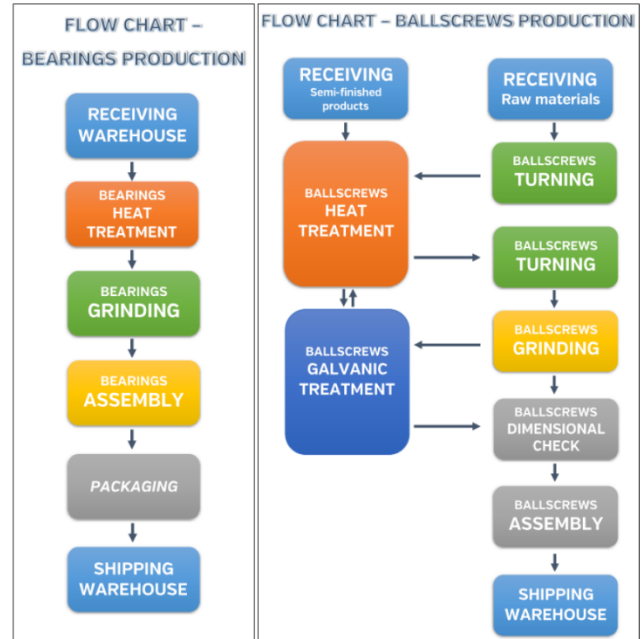 FLOW CHART –
BEARINGS PRODUCTION
RECEIVING
WAREHOUSE
BEARINGS
HEAT
TREATMENT
BEARINGS
GRINDING
BEARINGS
ASSEMBLY
PACKAGING
SHIPPING
WAREHOUSE
FLOW CHART – BALLSCREWS PRODUCTION
RECEIVING
Semi-finished
products
RECEIVING
Raw materials
BALLSCREWS
HEAT
TREATMENT
BALLSCREWS
TURNING
BALLSCREWS
TURNING
BALLSCREWS
GALVANIC
TREATMENT
BALLSCREWS
GRINDING
BALLSCREWS
DIMENSIONAL
CHECK
BALLSCREWS
ASSEMBLY
SHIPPING
WAREHOUSE